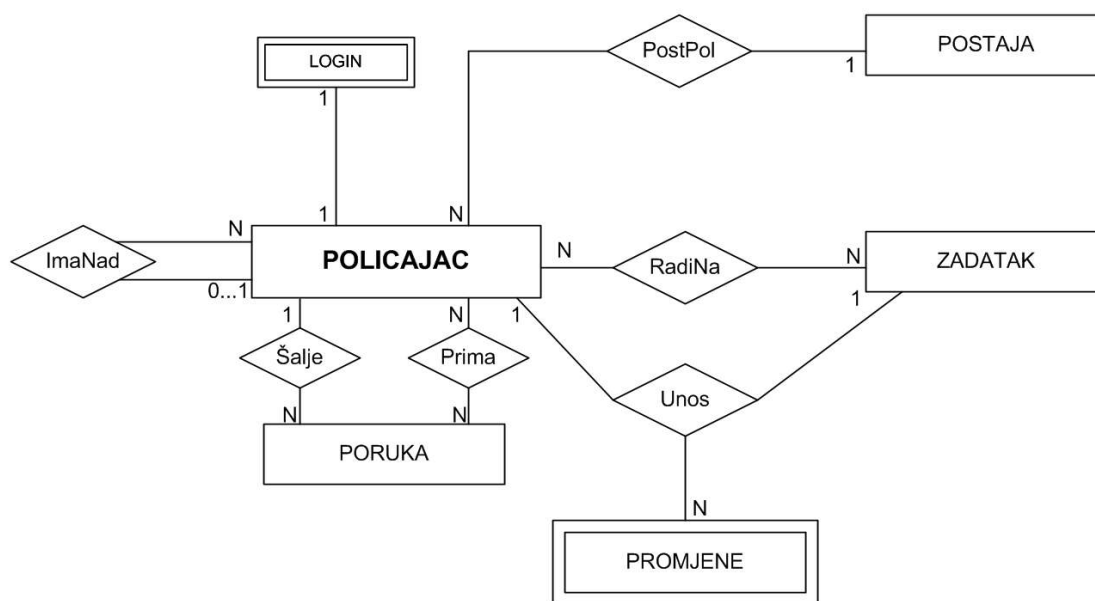 LOGIN
PostPol
POSTAJA
1
N
1
1
N
N
ImaNad
0...1
POLICAJAC
N
RadiNa
N
ZADATAK
1
N
1
1
Šalje
Prima
Unos
N
N
PORUKA
N
PROMJENE